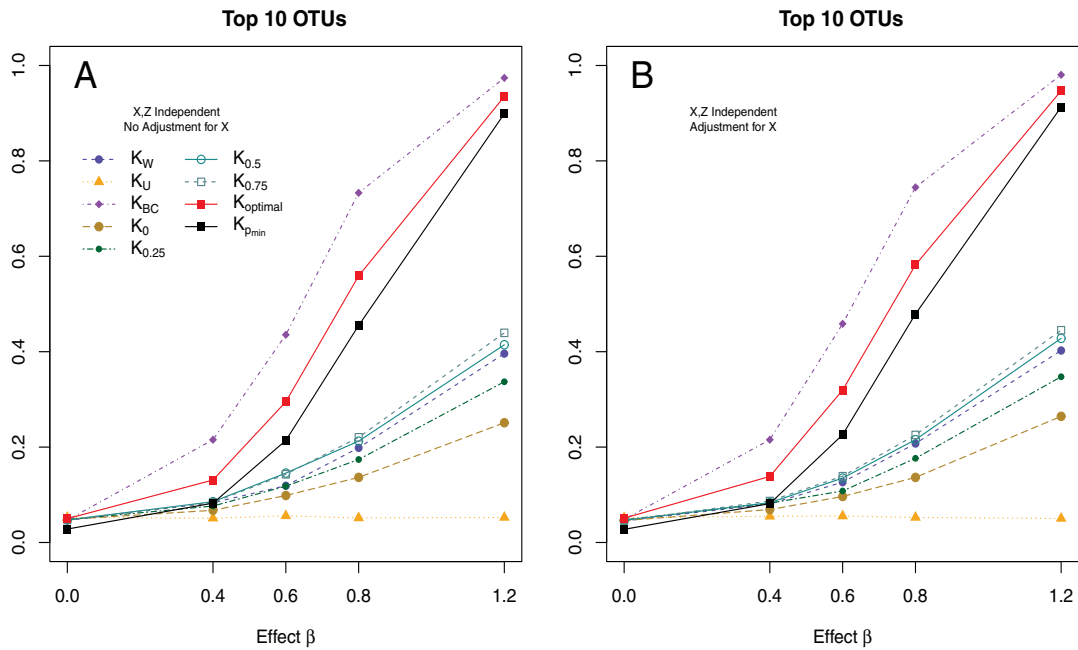 Top 10 OTUs
A
X,Z Independent
No Adjustment for X
K_W
K_U
K_BC
K_0
K_0.25
K_0.5
K_0.75
K_optimal
K_pmin
1.0
0.8
0.6
0.4
0.2
0.0
0.0 0.4 0.6 0.8 1.2
Effect β
Top 10 OTUs
B
X,Z Independent
Adjustment for X
1.0
0.8
0.6
0.4
0.2
0.0
0.0 0.4 0.6 0.8 1.2
Effect β